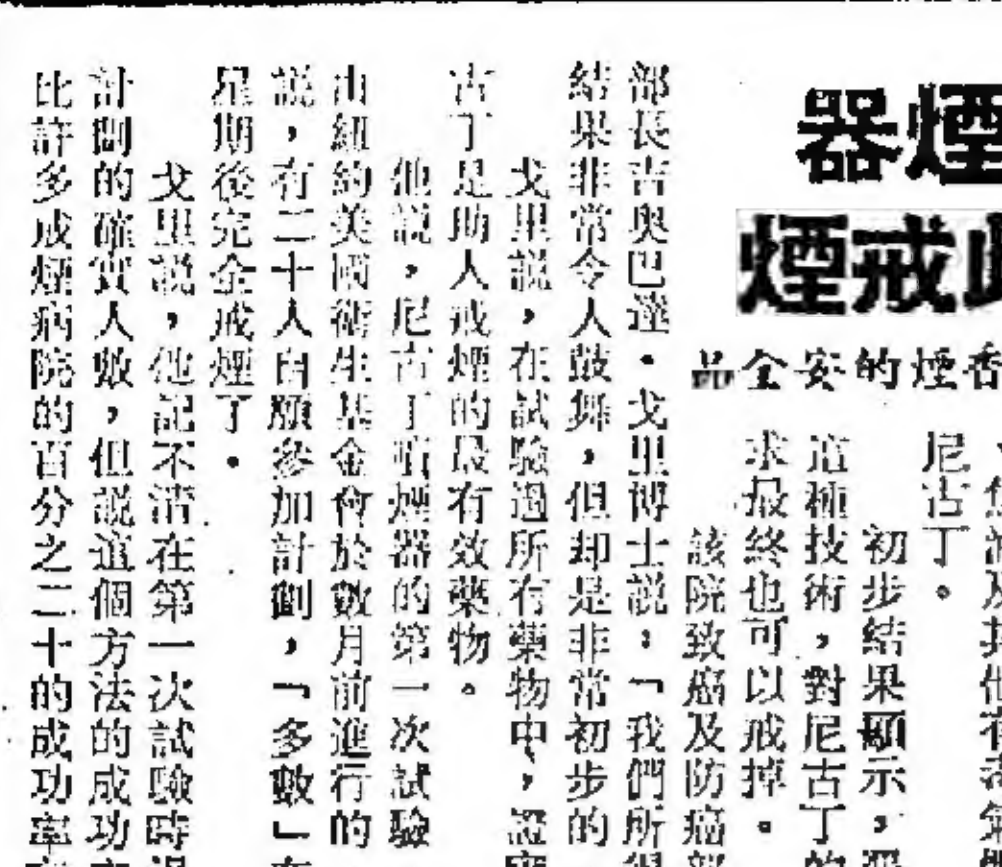 煙器
此戒煙
香煙的安全品
尼古丁。
初步結果顯示，
這種技術，對尼古丁的
求最終也可以戒掉。
該院致癌及防癌部
部長吉奧巴達・戈里博士說：「我們所得
結果非常令人鼓舞，但却是非常初步的
戈里說，在試驗過所有藥物中，證實
古丁是助人戒煙的最有效藥物。
他說，尼古丁噴煙器的第一次試驗
由紐約美國衛生基金會於數月前進行的
說，有二十人自願參加計劃，「多數」在
星期後完全戒煙了。
戈里說，他記不清在第一次試驗時
計劃的確實人數，但說這個方法的成功
比許多戒煙病院的百分之二十的成功率